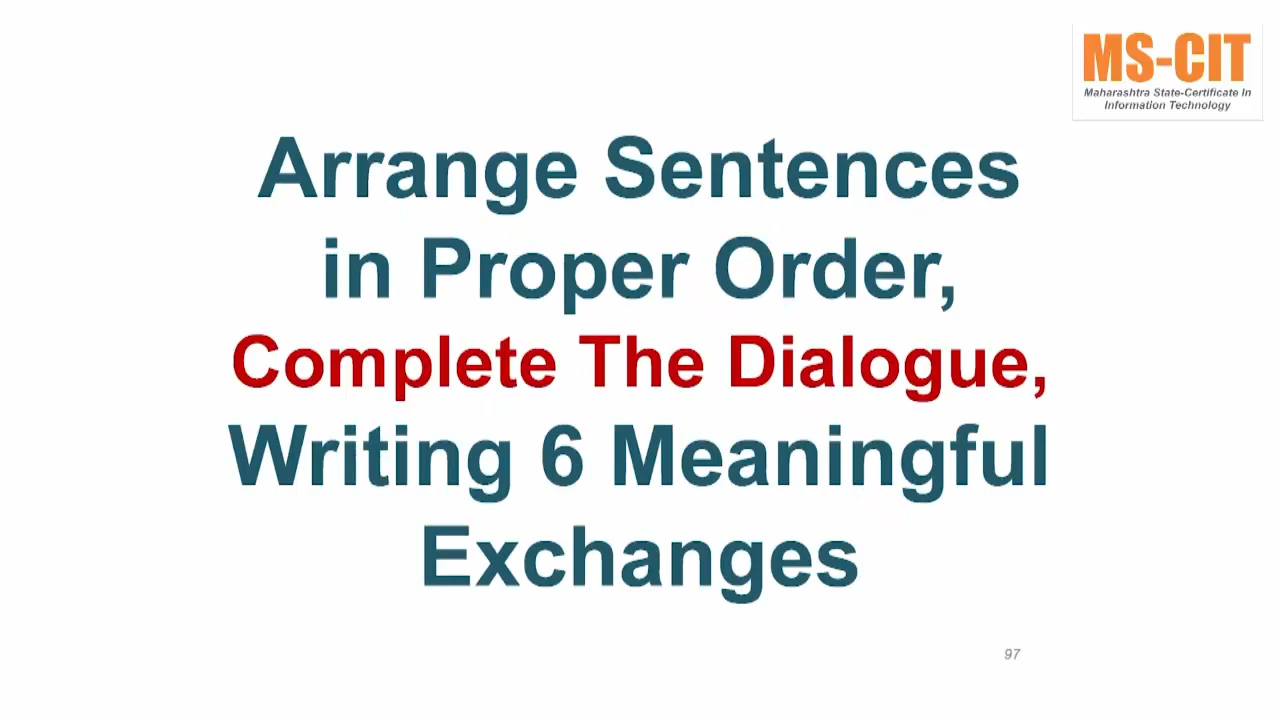 MS-CIT
Maharashtra State-Certificate In
Information Technology
Arrange Sentences
in Proper Order,
Complete The Dialogue,
Writing 6 Meaningful
Exchanges
97